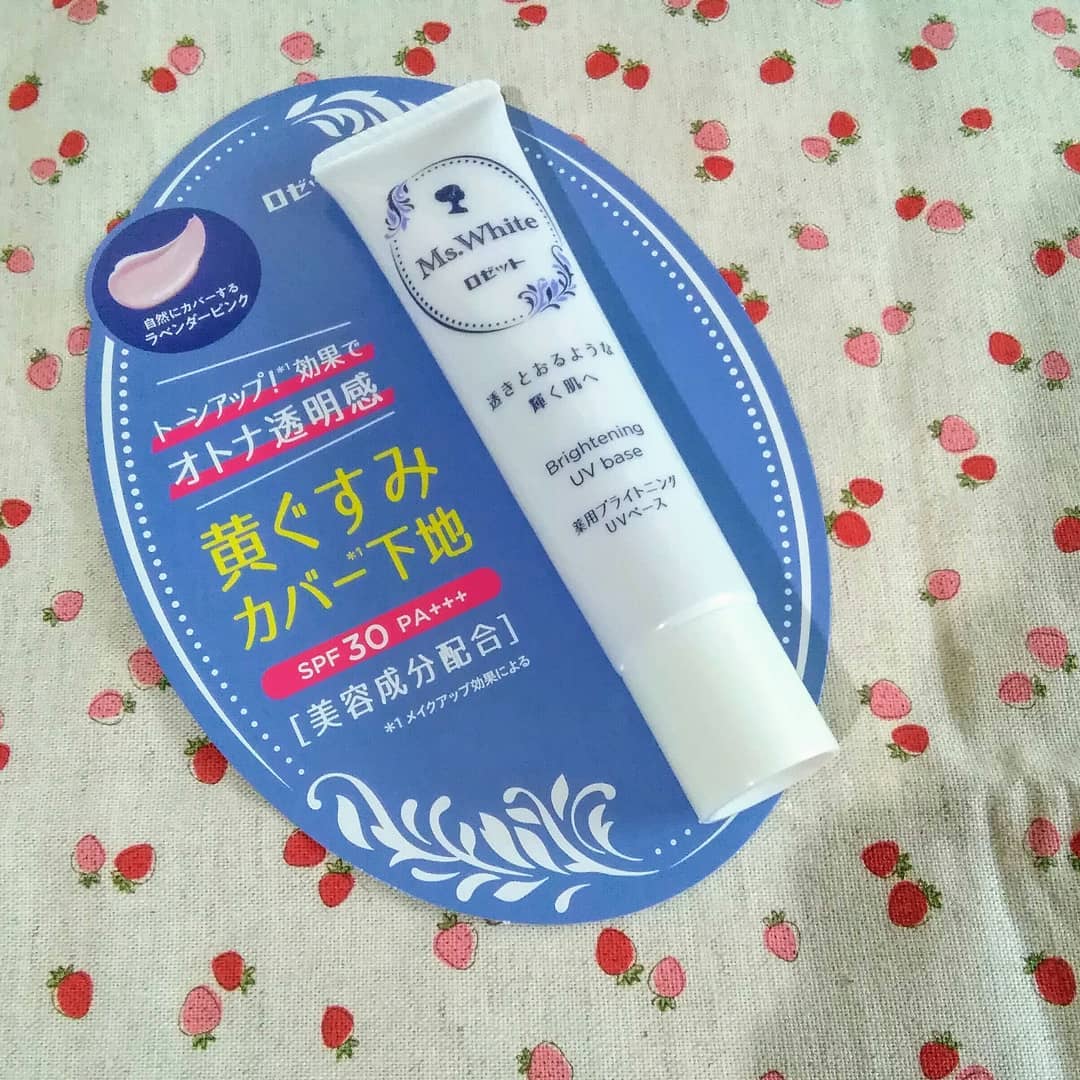 自然にカバーする
ラベンダーピンク
トーンアップ!*1効果で
オトナ透明感
黄ぐすみ
カバー*1下地
SPF 30 PA+++
[美容成分配合]
*1 メイクアップ効果による
Ms.White
ロゼット
透きとおるような
輝く肌へ
Brightening
UV base
薬用ブライトニング
UVベース